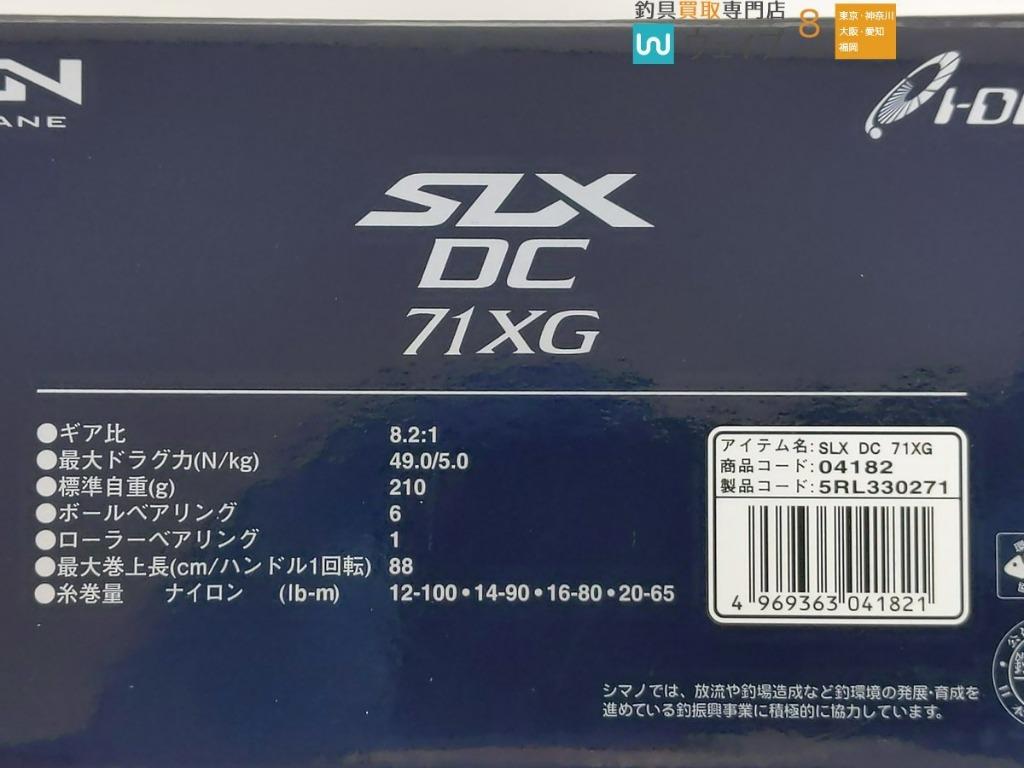 釣具買取専門店
ウェイブ
8
東京・神奈川
大阪・愛知
福岡
ANE
I-D
SLX
DC
71XG
●ギア比 8.2:1
●最大ドラグ力(N/kg) 49.0/5.0
●標準自重(g) 210
●ボールベアリング 6
●ローラーベアリング 1
●最大巻上長(cm/ハンドル1回転) 88
●糸巻量 ナイロン (lb-m) 12-100•14-90•16-80•20-65
アイテム名: SLX DC 71XG
商品コード: 04182
製品コード: 5RL330271
4 969363 041821
シマノでは、放流や釣場造成など釣環境の発展・育成を
進めている釣振興事業に積極的に協力しています。